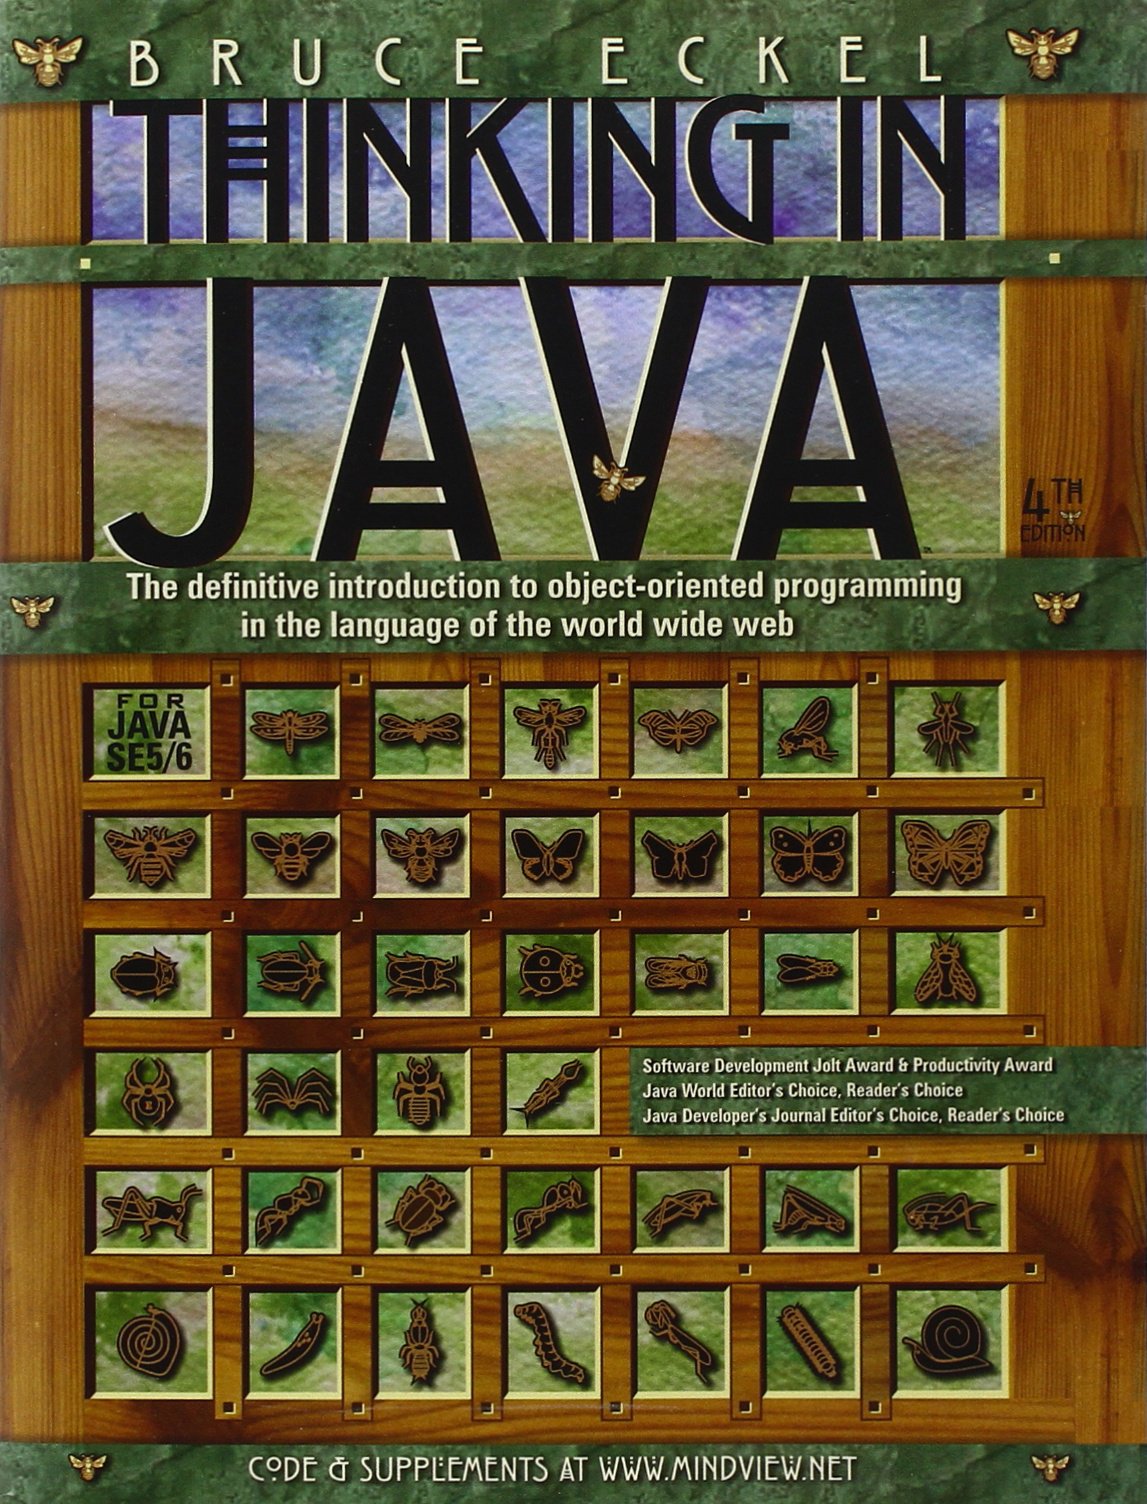 BRUCE ECKEL
THINKING IN
JAVA
4TH
EDITION
The definitive introduction to object-oriented programming
in the language of the world wide web
FOR
JAVA
SE5/6
Software Development Jolt Award & Productivity Award
Java World Editor's Choice, Reader's Choice
Java Developer's Journal Editor's Choice, Reader's Choice
CODE & SUPPLEMENTS AT WWW.MINDVIEW.NET